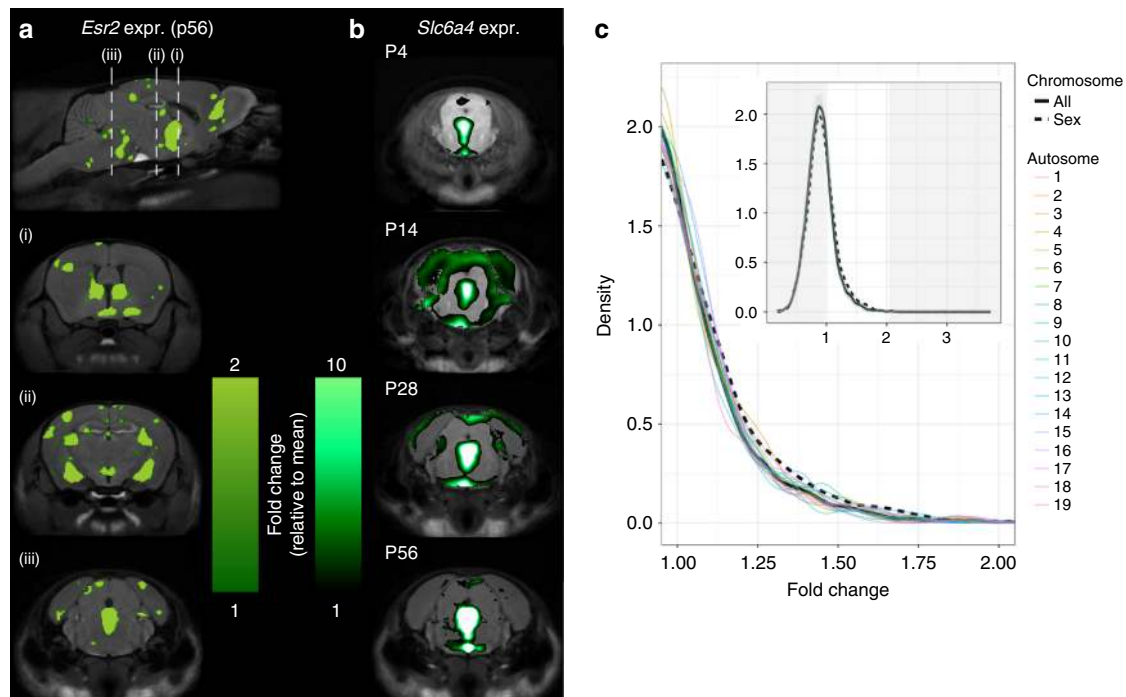 a
Esr2 expr. (p56)
(iii) (ii) (i)
(i)
(ii)
(iii)
2
1
Fold change
(relative to mean)
10
1
b
Slc6a4 expr.
P4
P14
P28
P56
c
Density
2.0
1.5
1.0
0.5
0.0
1.00 1.25 1.50 1.75 2.00
Fold change
2.0
1.5
1.0
0.5
0.0
1 2 3
Chromosome
All
Sex
Autosome
1
2
3
4
5
6
7
8
9
10
11
12
13
14
15
16
17
18
19